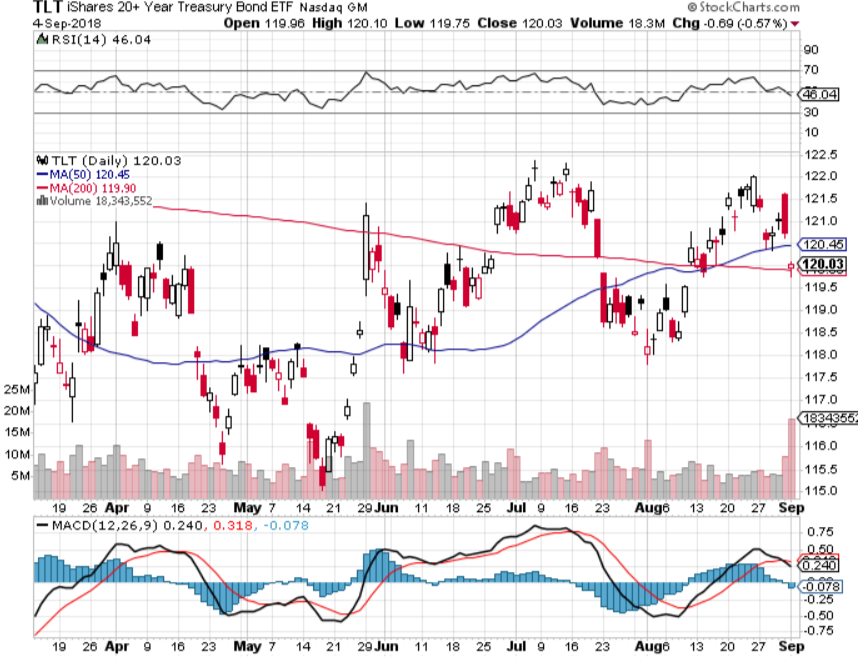 TLT iShares 20+ Year Treasury Bond ETF Nasdaq GM
© StockCharts.com
4-Sep-2018
Open 119.96 High 120.10 Low 119.75 Close 120.03 Volume 18.3M Chg -0.69 (-0.57%)
RSI(14) 46.04
90
70
46.04
30
10
TLT (Daily) 120.03
MA(50) 120.45
MA(200) 119.90
Volume 18,343,552
122.5
122.0
121.5
121.0
120.45
120.03
119.5
119.0
118.5
118.0
117.5
117.0
18343552
116.0
115.5
115.0
25M
20M
15M
10M
5M
19 26 Apr 9 16 23 May 7 14 21 29 Jun 11 18 25 Jul 9 16 23 Aug 6 13 20 27 Sep
MACD(12,26,9) 0.240, 0.318, -0.078
0.75
0.50
0.240
-0.078
-0.25
-0.50
-0.75
19 26 Apr 9 16 23 May 7 14 21 29 Jun 11 18 25 Jul 9 16 23 Aug 6 13 20 27 Sep